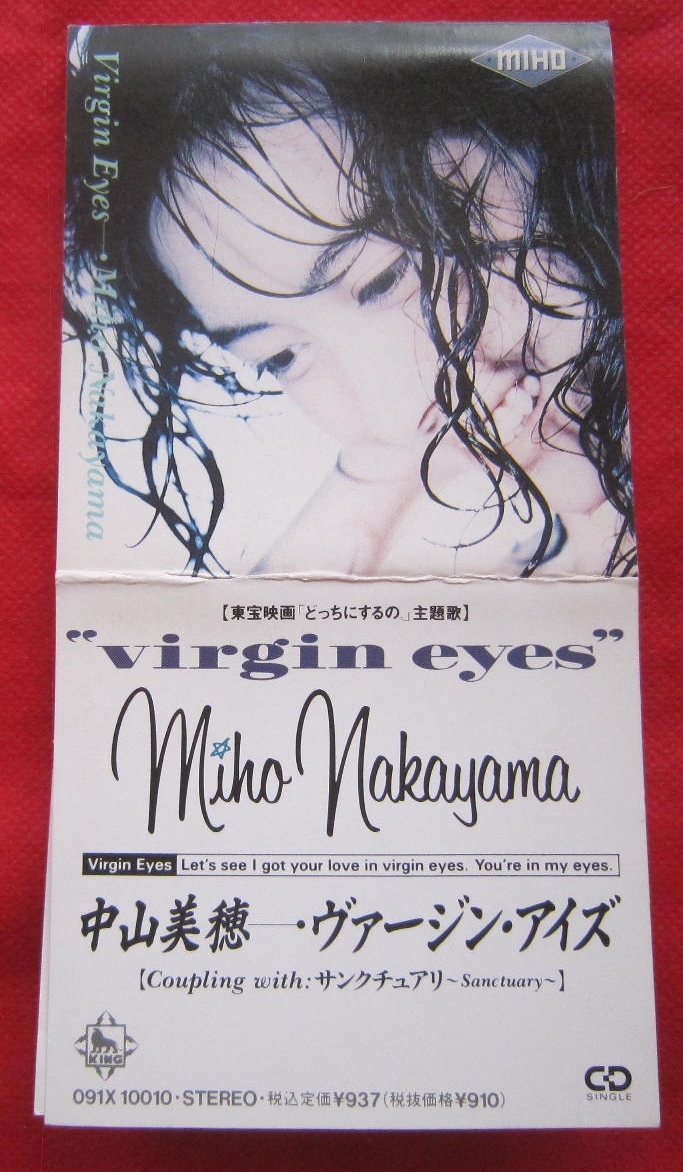 MIHO
Virgin Eyes—・Miho Nakayama
【東宝映画「どっちにするの。」主題歌】
“virgin eyes”
Miho Nakayama
Virgin Eyes Let's see I got your love in virgin eyes. You're in my eyes.
中山美穂―・ヴァージン・アイズ
【Coupling with:サンクチュアリ~Sanctuary~】
KING
CD
SINGLE
091X 10010・STEREO・税込定価¥937(税抜価格¥910)